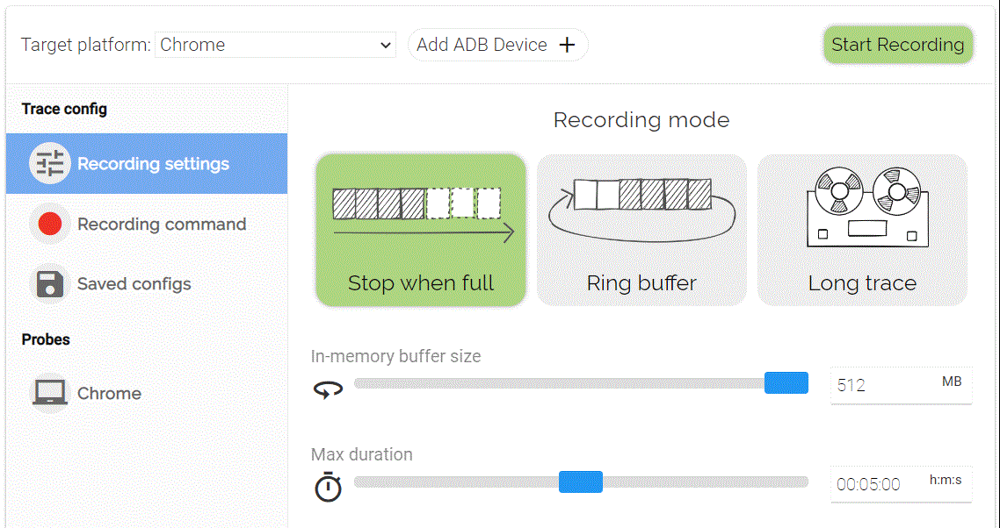 Target platform: Chrome Add ADB Device + Start Recording
Trace config
Recording settings
Recording command
Saved configs
Probes
Chrome
Recording mode
Stop when full Ring buffer Long trace
In-memory buffer size
512 MB
Max duration
00:05:00 h:m:s